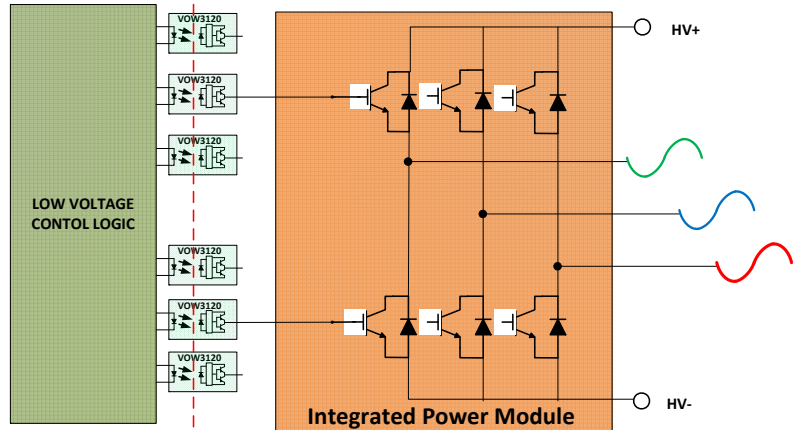 VOW3120
HV+
VOW3120
VOW3120
LOW VOLTAGE
CONTOL LOGIC
VOW3120
VOW3120
VOW3120
HV-
Integrated Power Module